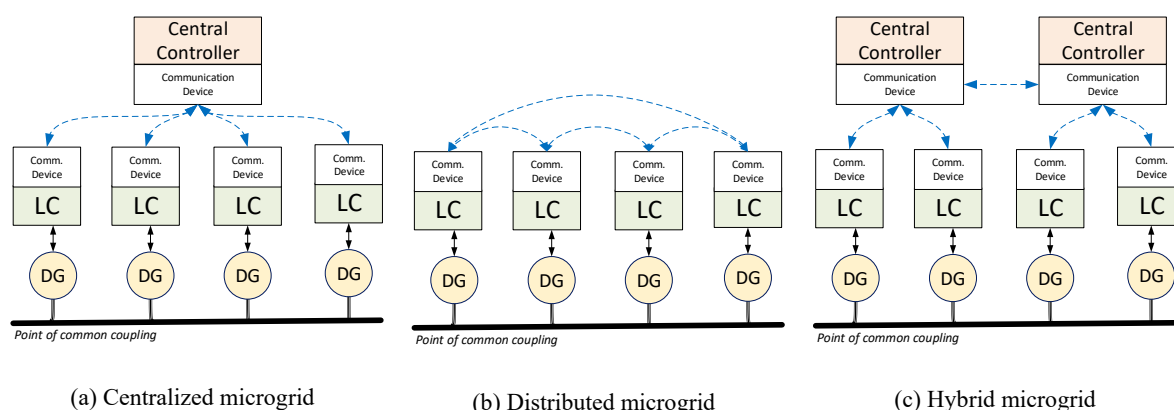 Central
Controller
Communication
Device
Comm.
Device
LC
DG
Comm.
Device
LC
DG
Comm.
Device
LC
DG
Comm.
Device
LC
DG
Point of common coupling
(a) Centralized microgrid
Comm.
Device
LC
DG
Comm.
Device
LC
DG
Comm.
Device
LC
DG
Comm.
Device
LC
DG
Point of common coupling
(b) Distributed microgrid
Central
Controller
Communication
Device
Central
Controller
Communication
Device
Comm.
Device
LC
DG
Comm.
Device
LC
DG
Comm.
Device
LC
DG
Comm.
Device
LC
DG
Point of common coupling
(c) Hybrid microgrid